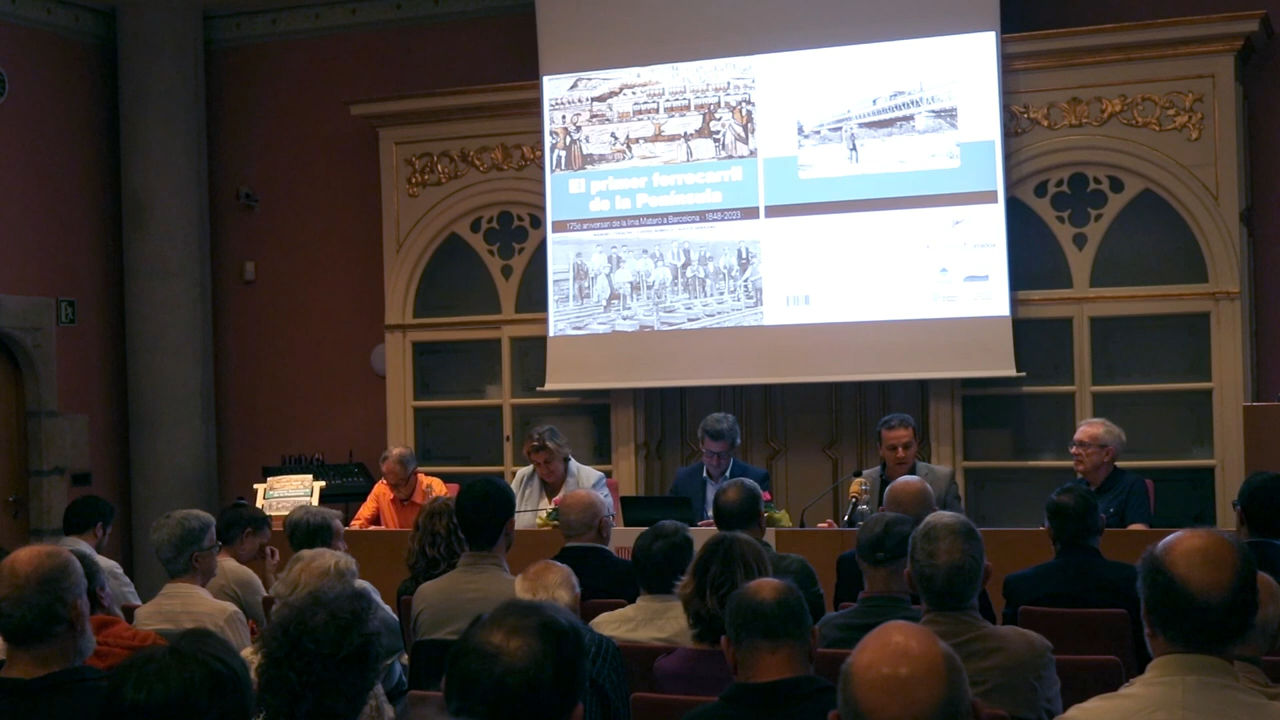 El primer ferrocarril
de la Península
175è aniversari de la línia Mataró a Barcelona · 1848-2023